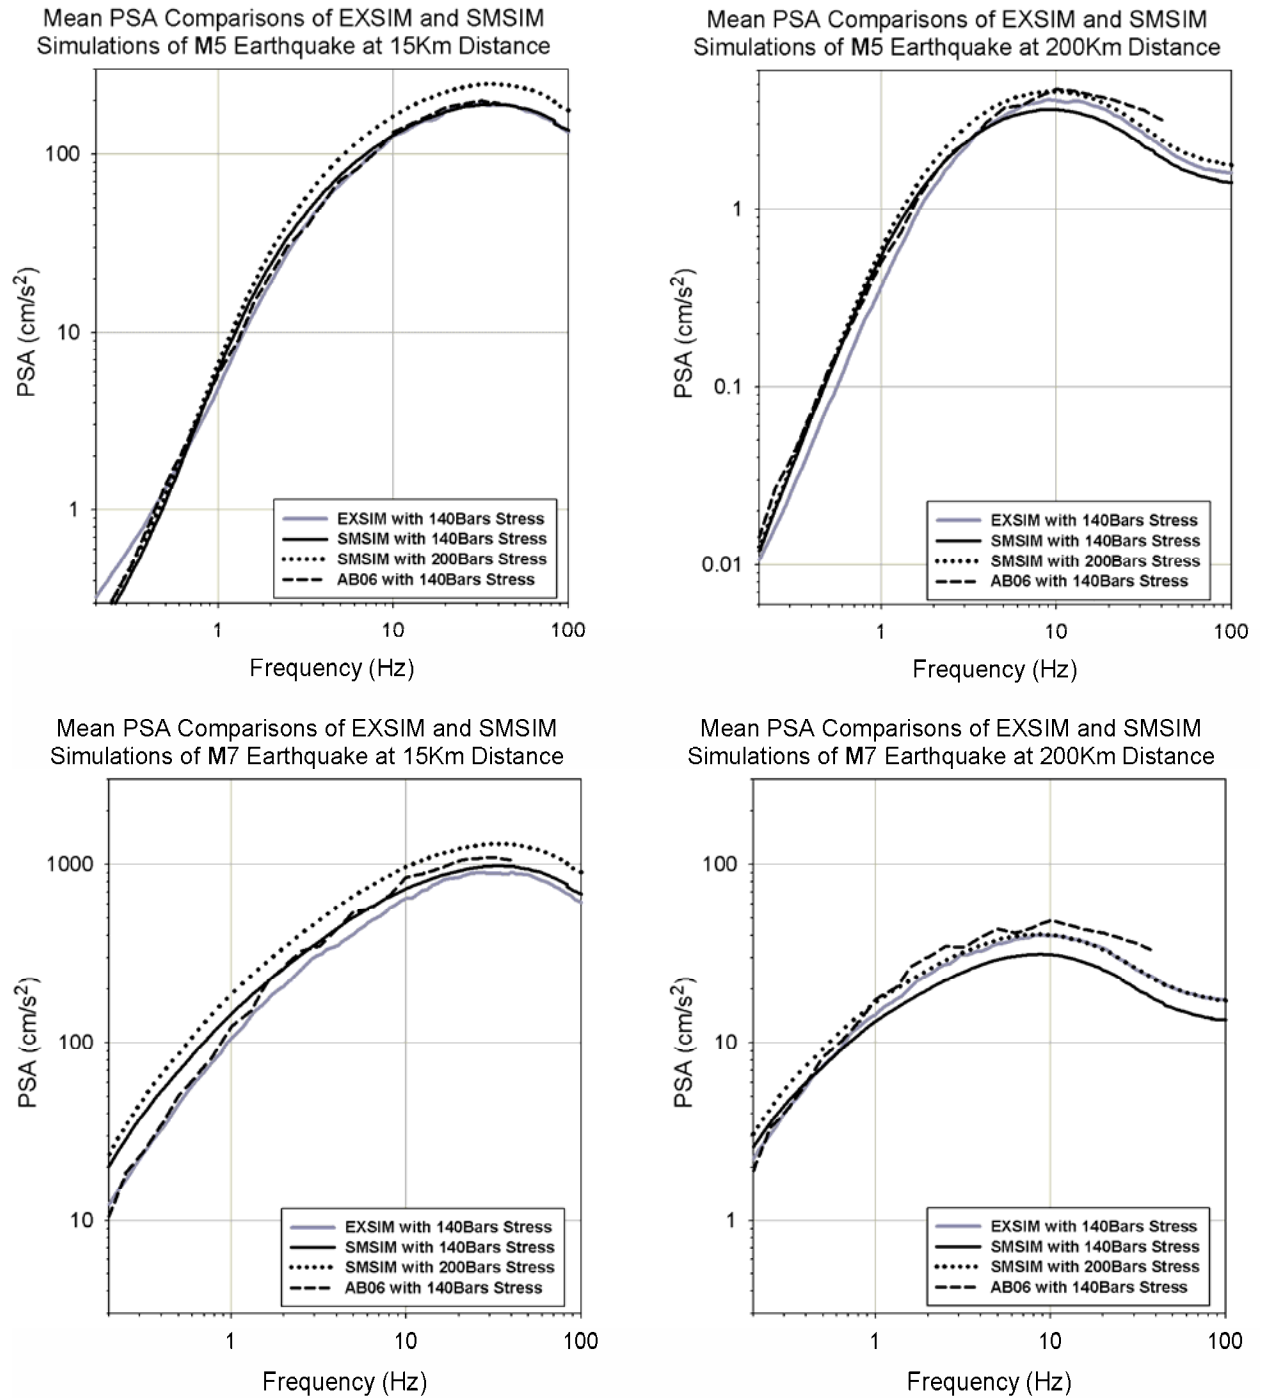 Mean PSA Comparisons of EXSIM and SMSIM
Simulations of M5 Earthquake at 15Km Distance
PSA (cm/s²)
100
10
1
EXSIM with 140Bars Stress
SMSIM with 140Bars Stress
SMSIM with 200Bars Stress
AB06 with 140Bars Stress
1
10
100
Frequency (Hz)
Mean PSA Comparisons of EXSIM and SMSIM
Simulations of M5 Earthquake at 200Km Distance
PSA (cm/s²)
1
0.1
0.01
EXSIM with 140Bars Stress
SMSIM with 140Bars Stress
SMSIM with 200Bars Stress
AB06 with 140Bars Stress
1
10
100
Frequency (Hz)
Mean PSA Comparisons of EXSIM and SMSIM
Simulations of M7 Earthquake at 15Km Distance
PSA (cm/s²)
1000
100
10
EXSIM with 140Bars Stress
SMSIM with 140Bars Stress
SMSIM with 200Bars Stress
AB06 with 140Bars Stress
1
10
100
Frequency (Hz)
Mean PSA Comparisons of EXSIM and SMSIM
Simulations of M7 Earthquake at 200Km Distance
PSA (cm/s²)
100
10
1
EXSIM with 140Bars Stress
SMSIM with 140Bars Stress
SMSIM with 200Bars Stress
AB06 with 140Bars Stress
1
10
100
Frequency (Hz)